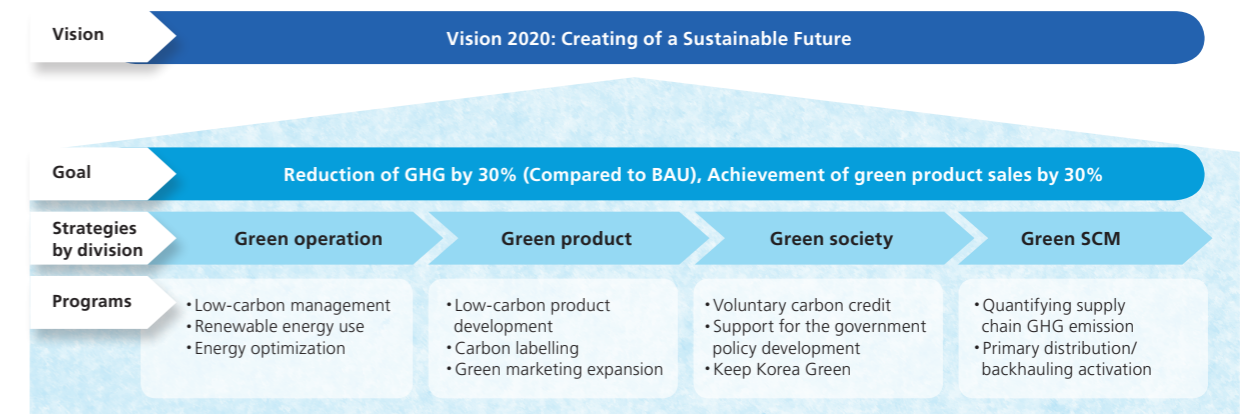 Vision
Vision 2020: Creating of a Sustainable Future
Goal
Reduction of GHG by 30% (Compared to BAU), Achievement of green product sales by 30%
Strategies
by division
Green operation
Green product
Green society
Green SCM
Programs
• Low-carbon management
• Renewable energy use
• Energy optimization
• Low-carbon product
development
• Carbon labelling
• Green marketing expansion
• Voluntary carbon credit
• Support for the government
policy development
• Keep Korea Green
• Quantifying supply
chain GHG emission
• Primary distribution/
backhauling activation